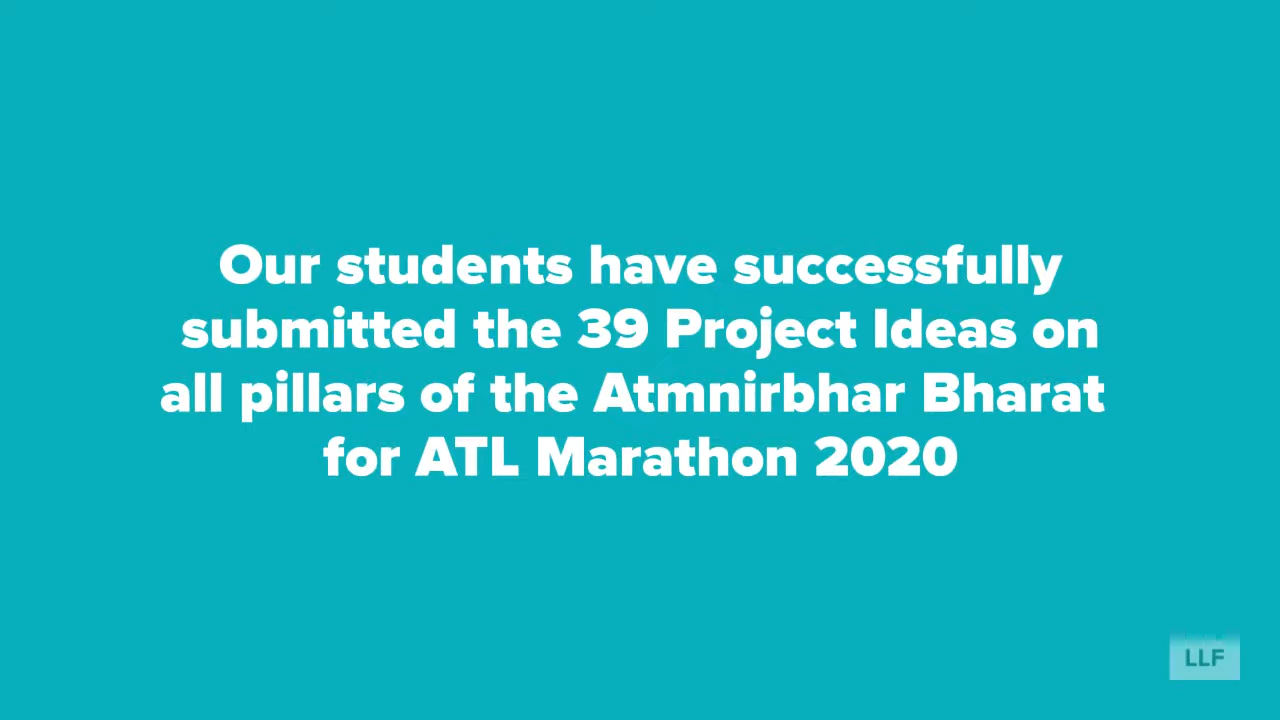 Our students have successfully
submitted the 39 Project Ideas on
all pillars of the Atmnirbhar Bharat
for ATL Marathon 2020
LLF